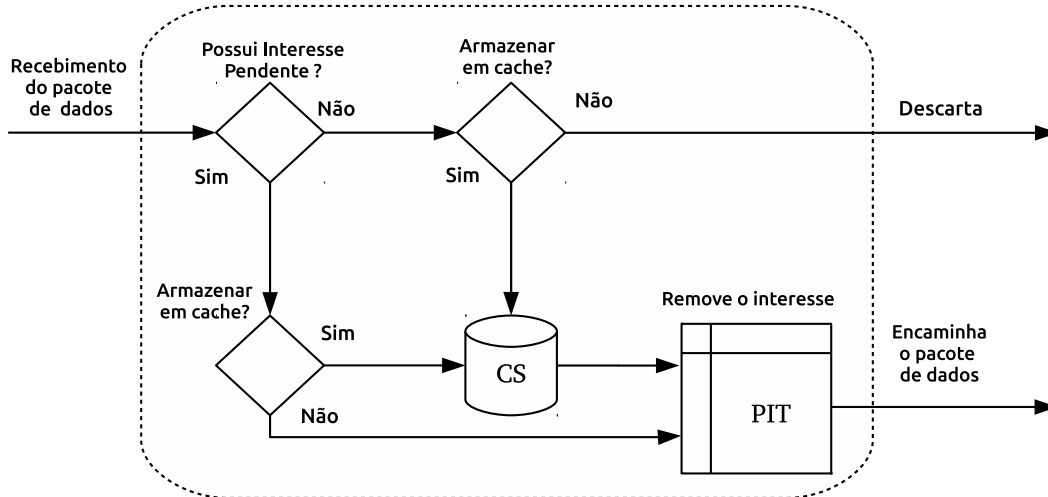 Recebimento
do pacote
de dados
Possui Interesse
Pendente ?
Não
Sim
Armazenar
em cache?
Não
Sim
Descarta
Armazenar
em cache?
Sim
Não
CS
Remove o interesse
PIT
Encaminha
o pacote
de dados